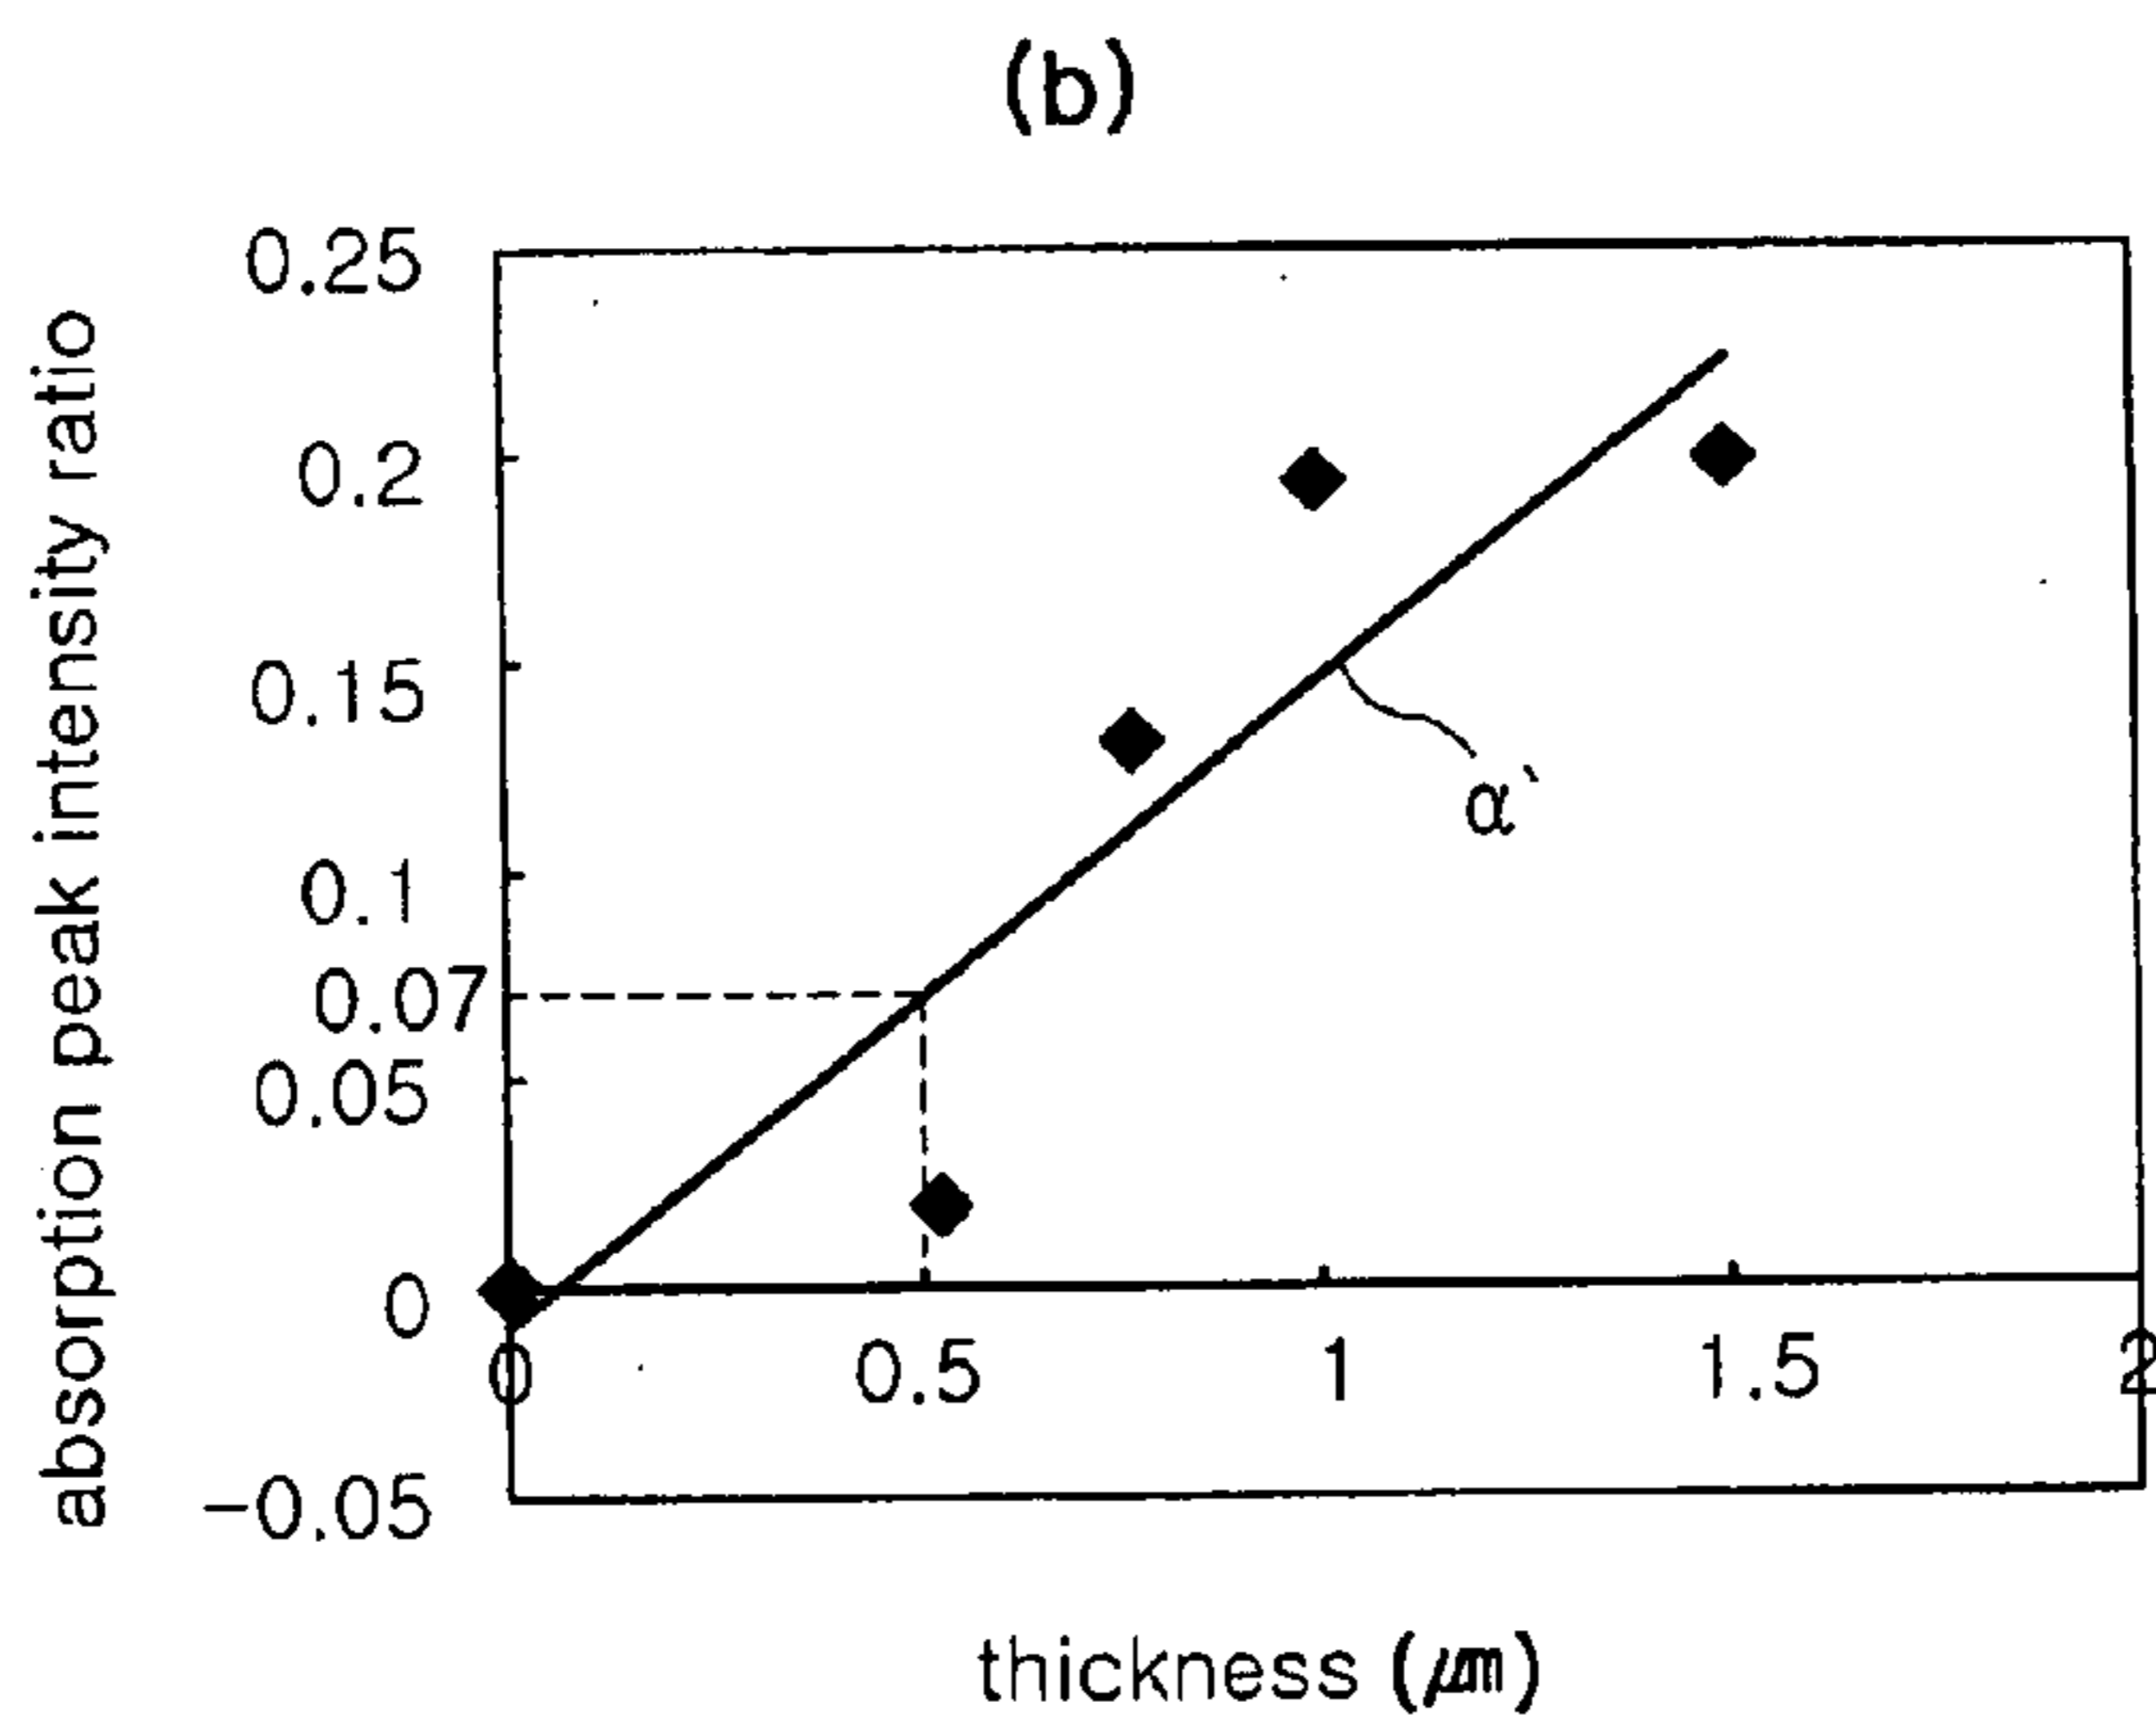 (b)
absorption peak intensity ratio
0.25
0.2
0.15
0.1
0.07
0.05
0
-0.05
α`
0 0.5 1 1.5 2
thickness (μm)